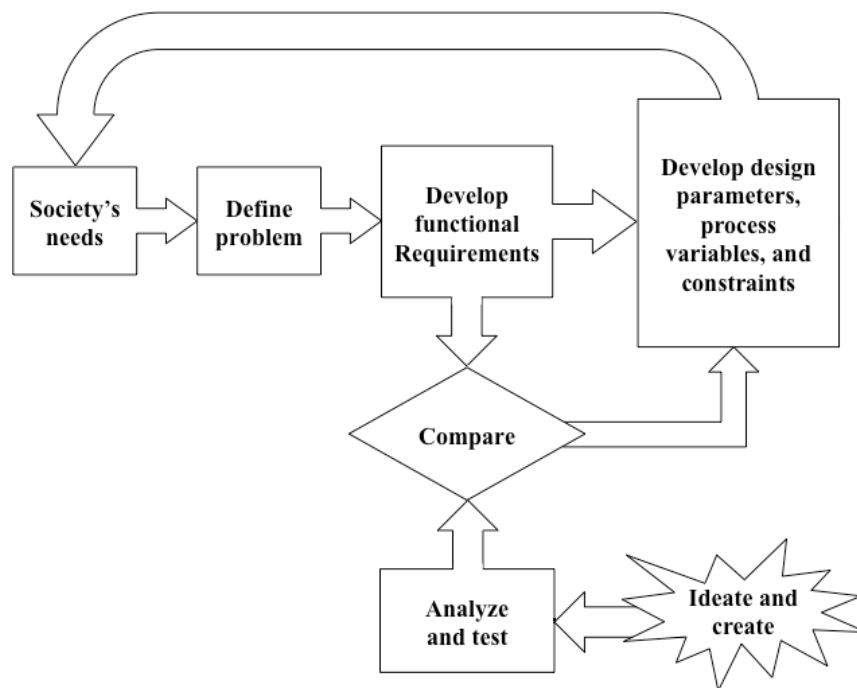 Society’s
needs
Define
problem
Develop
functional
Requirements
Develop design
parameters,
process
variables, and
constraints
Compare
Analyze
and test
Ideate and
create